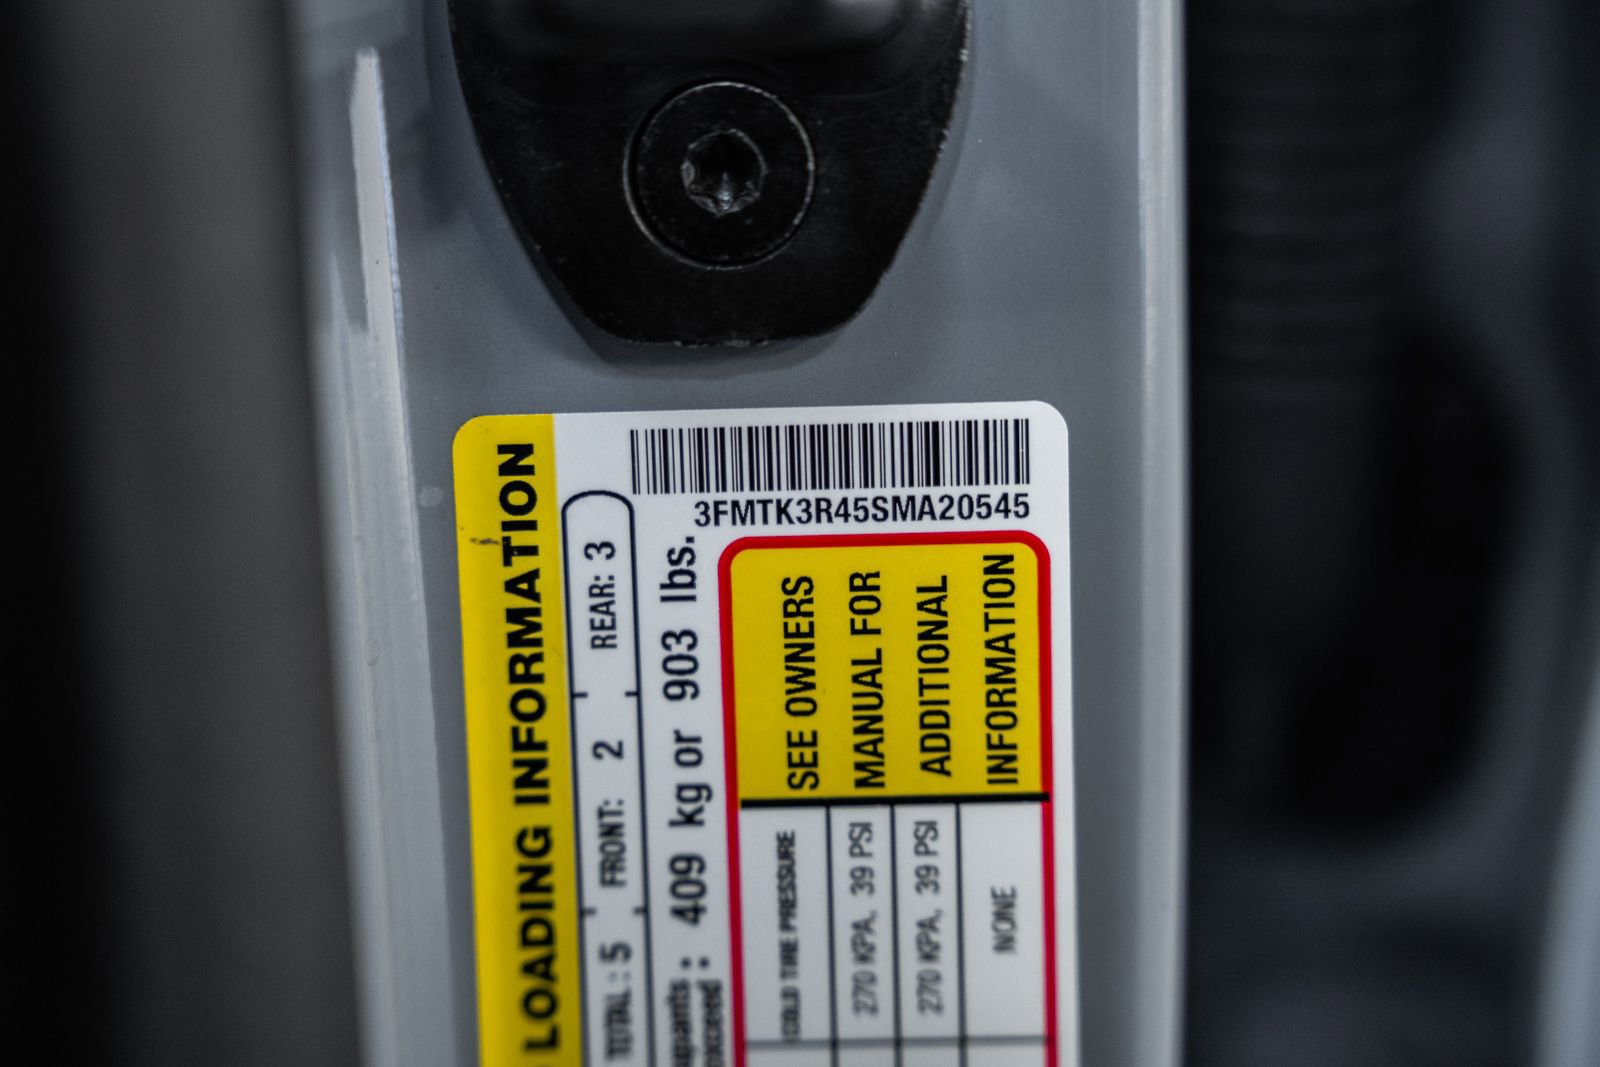 3FMTK3R45SMA20545
LOADING INFORMATION
TOTAL : 5 FRONT: 2 REAR: 3
: 409 kg or 903 lbs.
exceed :
COLD TIRE PRESSURE
270 KPA, 39 PSI
270 KPA, 39 PSI
NONE
SEE OWNERS
MANUAL FOR
ADDITIONAL
INFORMATION